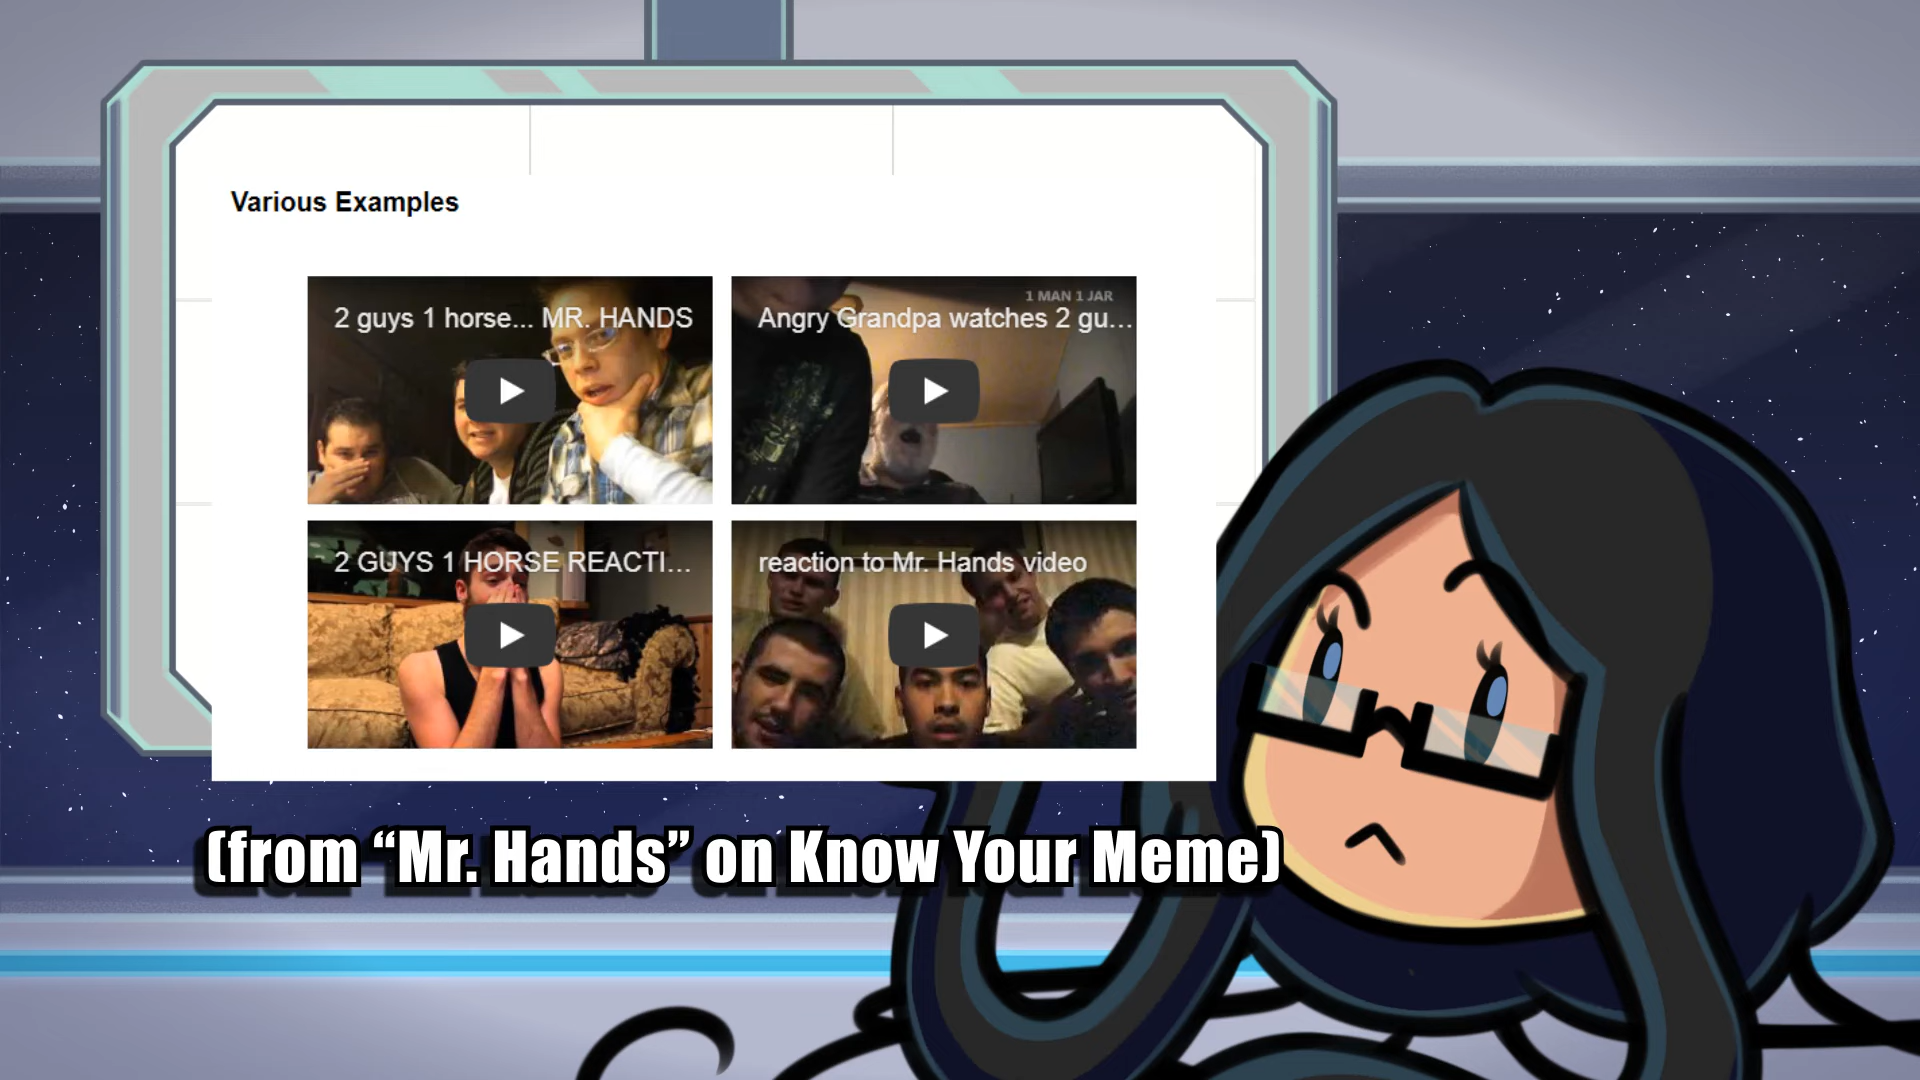 Various Examples
2 guys 1 horse... MR. HANDS
1 MAN 1 JAR
Angry Grandpa watches 2 gu...
2 GUYS 1 HORSE REACTI...
reaction to Mr. Hands video
(from “Mr. Hands” on Know Your Meme)